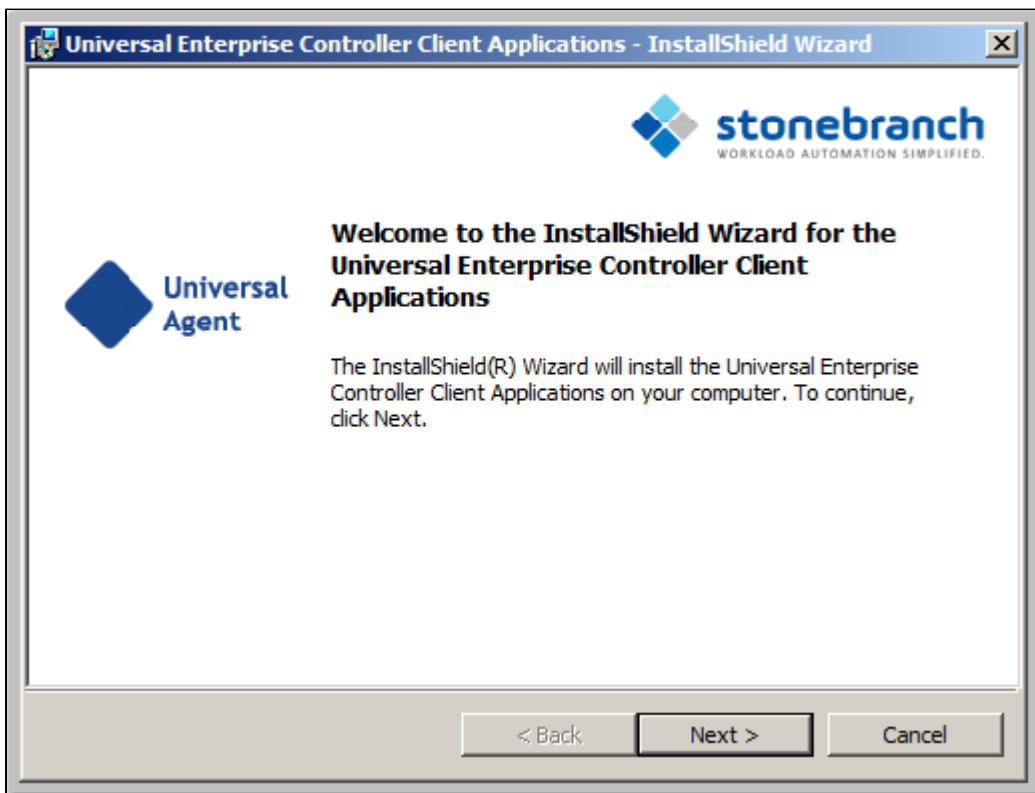 Universal Enterprise Controller Client Applications - InstallShield Wizard
stonebranch
WORKLOAD AUTOMATION SIMPLIFIED.
Universal
Agent
Welcome to the InstallShield Wizard for the
Universal Enterprise Controller Client
Applications
The InstallShield(R) Wizard will install the Universal Enterprise
Controller Client Applications on your computer. To continue,
click Next.
< Back
Next >
Cancel